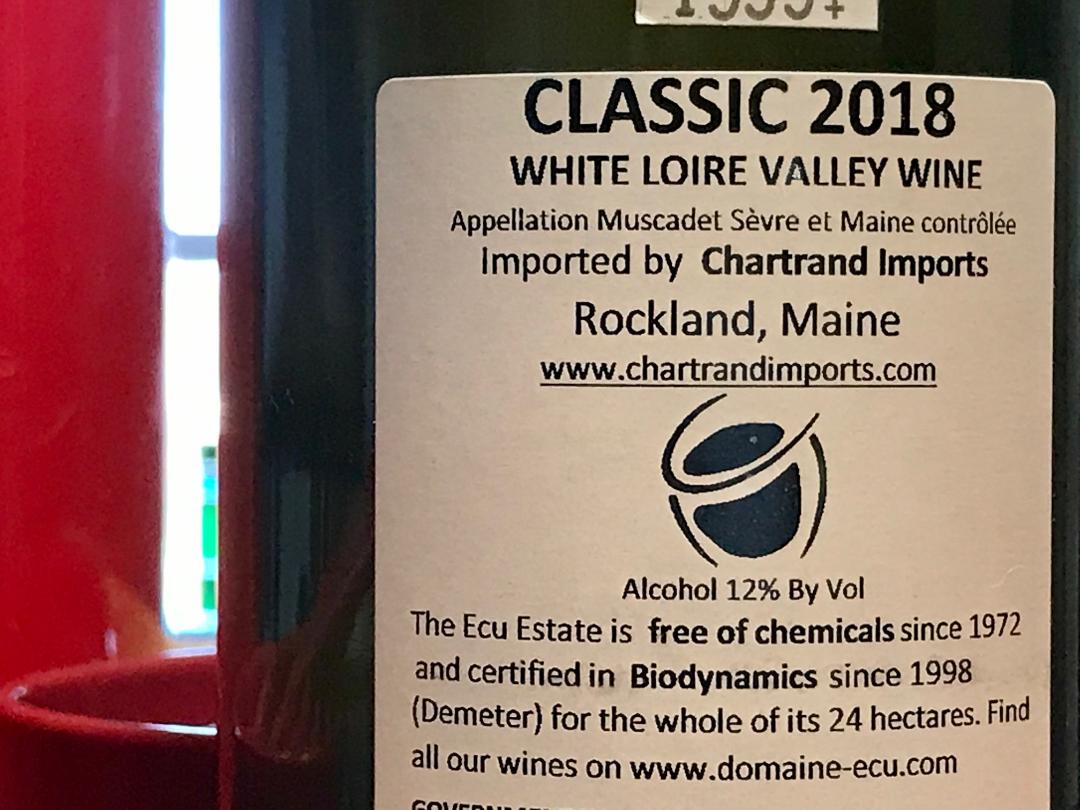 CLASSIC 2018
WHITE LOIRE VALLEY WINE
Appellation Muscadet Sèvre et Maine contrôlée
Imported by Chartrand Imports
Rockland, Maine
www.chartrandimports.com
Alcohol 12% By Vol
The Ecu Estate is free of chemicals since 1972
and certified in Biodynamics since 1998
(Demeter) for the whole of its 24 hectares. Find
all our wines on www.domaine-ecu.com